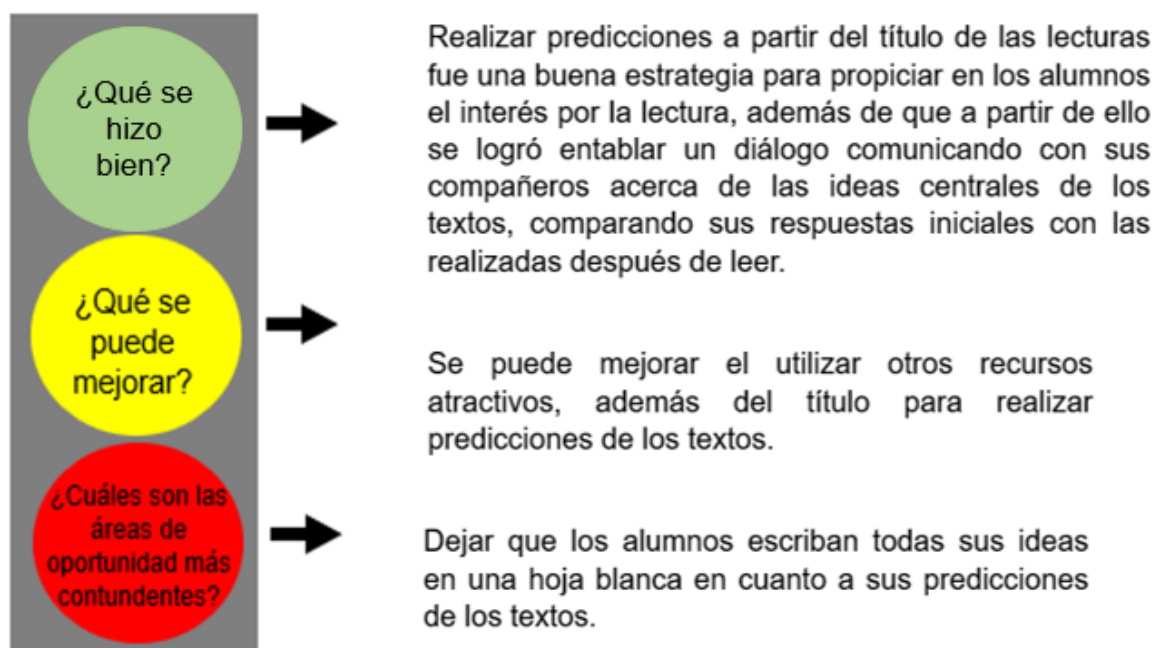 ¿Qué se
hizo
bien?
Realizar predicciones a partir del título de las lecturas
fue una buena estrategia para propiciar en los alumnos
el interés por la lectura, además de que a partir de ello
se logró entablar un diálogo comunicando con sus
compañeros acerca de las ideas centrales de los
textos, comparando sus respuestas iniciales con las
realizadas después de leer.
¿Qué se
puede
mejorar?
Se puede mejorar el utilizar otros recursos
atractivos, además del título para realizar
predicciones de los textos.
¿Cuáles son las
áreas de
oportunidad más
contundentes?
Dejar que los alumnos escriban todas sus ideas
en una hoja blanca en cuanto a sus predicciones
de los textos.